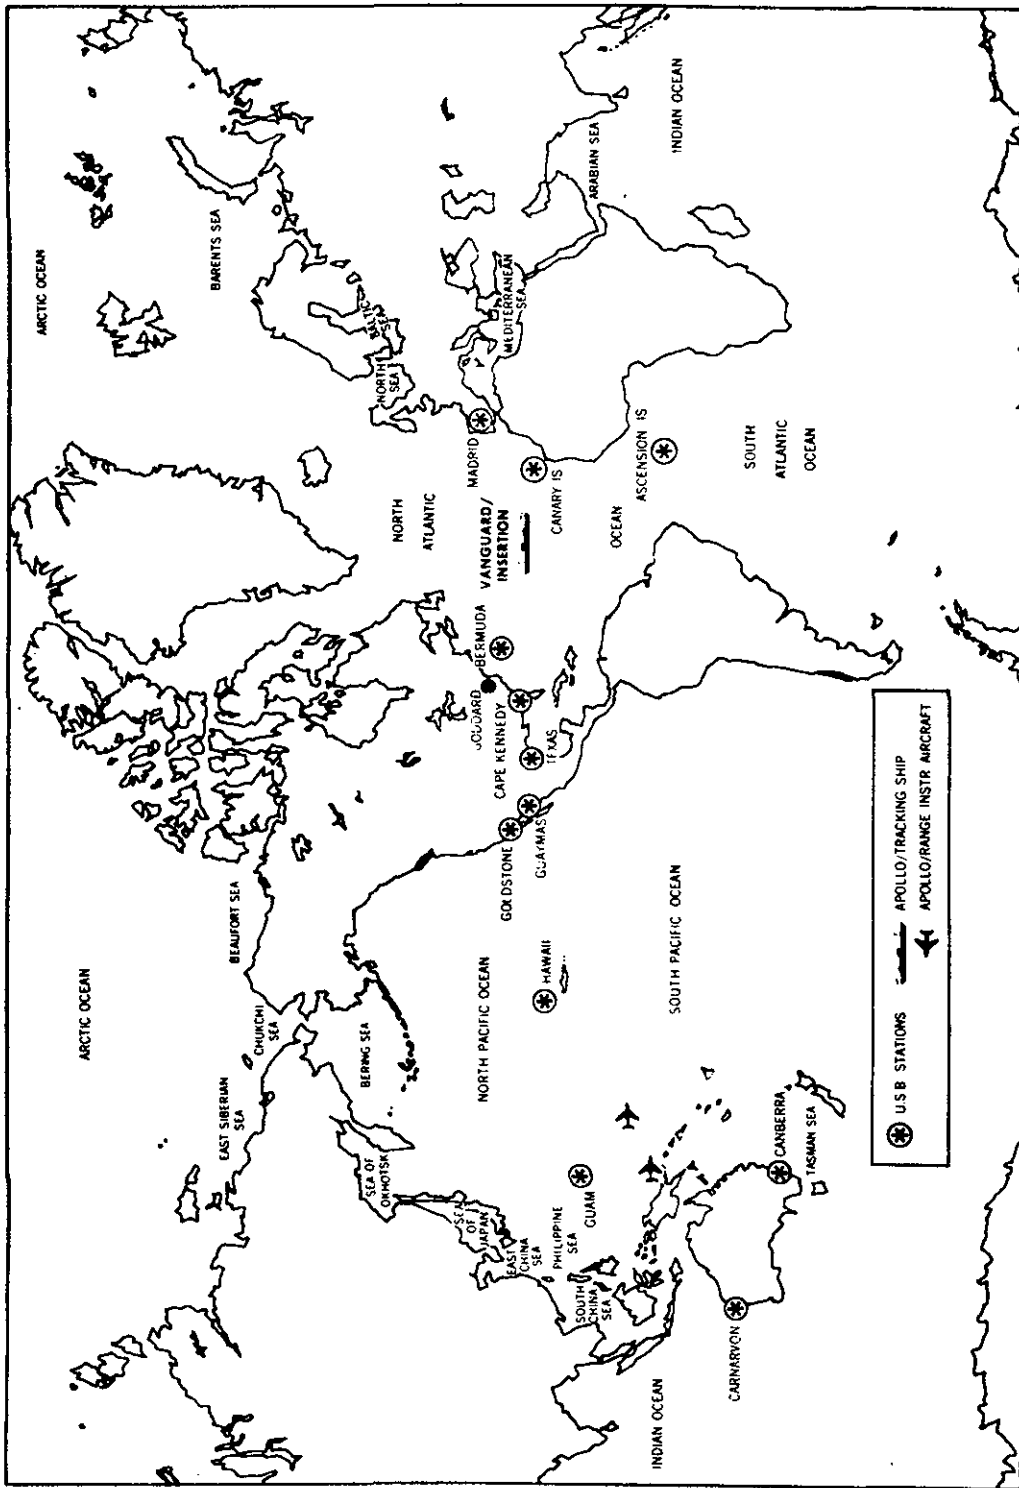 ARCTIC OCEAN
ARCTIC OCEAN
BARENTS SEA
EAST SIBERIAN
SEA
CHUKCHI
SEA
BEAUFORT SEA
BERING SEA
SEA OF
OKHOTSK
SEA
OF
JAPAN
EAST
CHINA
SEA
PHILIPPINE
SEA
SOUTH
CHINA
SEA
NORTH
SEA
BALTIC
SEA
MEDITERRANEAN
SEA
NORTH
ATLANTIC
OCEAN
NORTH PACIFIC OCEAN
MADRID
VANGUARD/
INSERTION
BERMUDA
GODDARD
CAPE KENNEDY
TEXAS
GOLDSTONE
GUAYMAS
HAWAII
GUAM
CANARY IS
ASCENSION IS
ARABIAN SEA
INDIAN OCEAN
INDIAN OCEAN
SOUTH PACIFIC OCEAN
SOUTH
ATLANTIC
OCEAN
CARNARVON
CANBERRA
TASMAN SEA
U.S.B STATIONS
APOLLO/TRACKING SHIP
APOLLO/RANGE INSTR AIRCRAFT